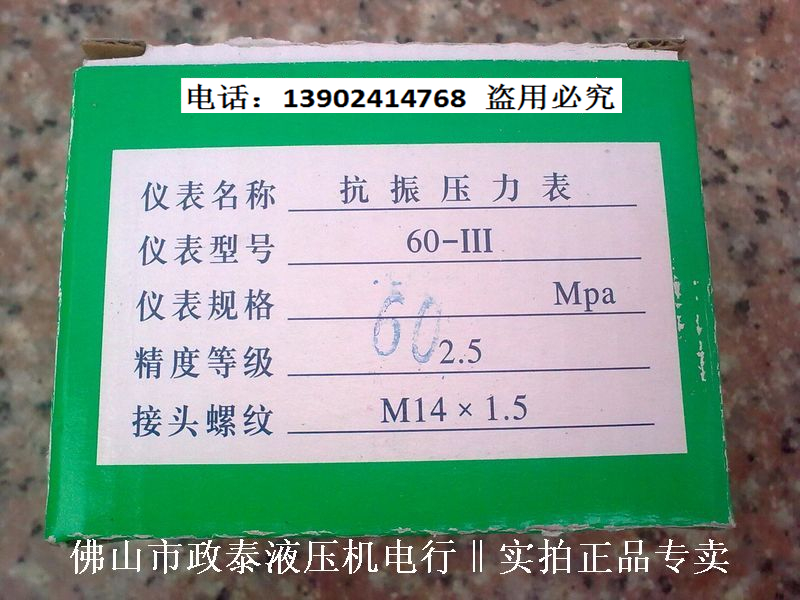 电话：13902414768 盗用必究
仪表名称 抗振压力表
仪表型号 60-III
仪表规格 60 Mpa
精度等级 2.5
接头螺纹 M14×1.5
佛山市政泰液压机电行‖实拍正品专卖